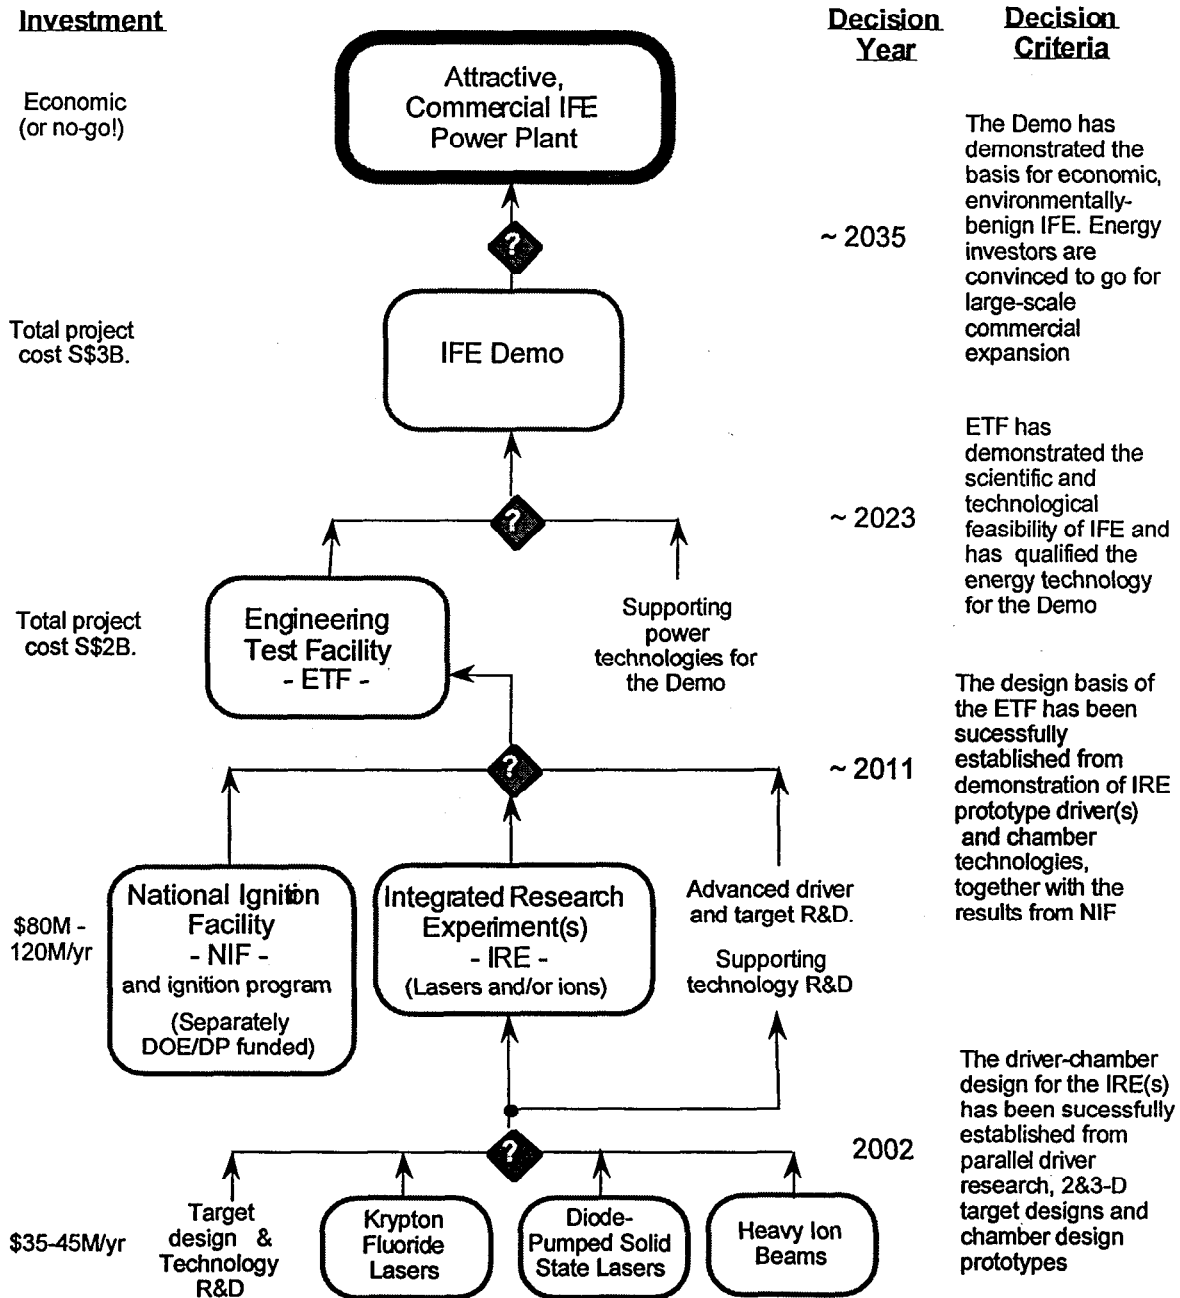 Investment
Decision
Year
Decision
Criteria
Economic
(or no-go!)
Attractive,
Commercial IFE
Power Plant
The Demo has
demonstrated the
basis for economic,
environmentally-
benign IFE. Energy
investors are
convinced to go for
large-scale
commercial
expansion
?
~ 2035
Total project
cost S$3B.
IFE Demo
ETF has
demonstrated the
scientific and
technological
feasibility of IFE and
has qualified the
energy technology
for the Demo
?
~ 2023
Total project
cost S$2B.
Engineering
Test Facility
- ETF -
Supporting
power
technologies for
the Demo
The design basis of
the ETF has been
sucessfully
established from
demonstration of IRE
prototype driver(s)
and chamber
technologies,
together with the
results from NIF
?
~ 2011
$80M -
120M/yr
National Ignition
Facility
- NIF -
and ignition program
(Separately
DOE/DP funded)
Integrated Research
Experiment(s)
- IRE -
(Lasers and/or ions)
Advanced driver
and target R&D.
Supporting
technology R&D
The driver-chamber
design for the IRE(s)
has been sucessfully
established from
parallel driver
research, 2&3-D
target designs and
chamber design
prototypes
?
2002
$35-45M/yr
Target
design &
Technology
R&D
Krypton
Fluoride
Lasers
Diode-
Pumped Solid
State Lasers
Heavy Ion
Beams